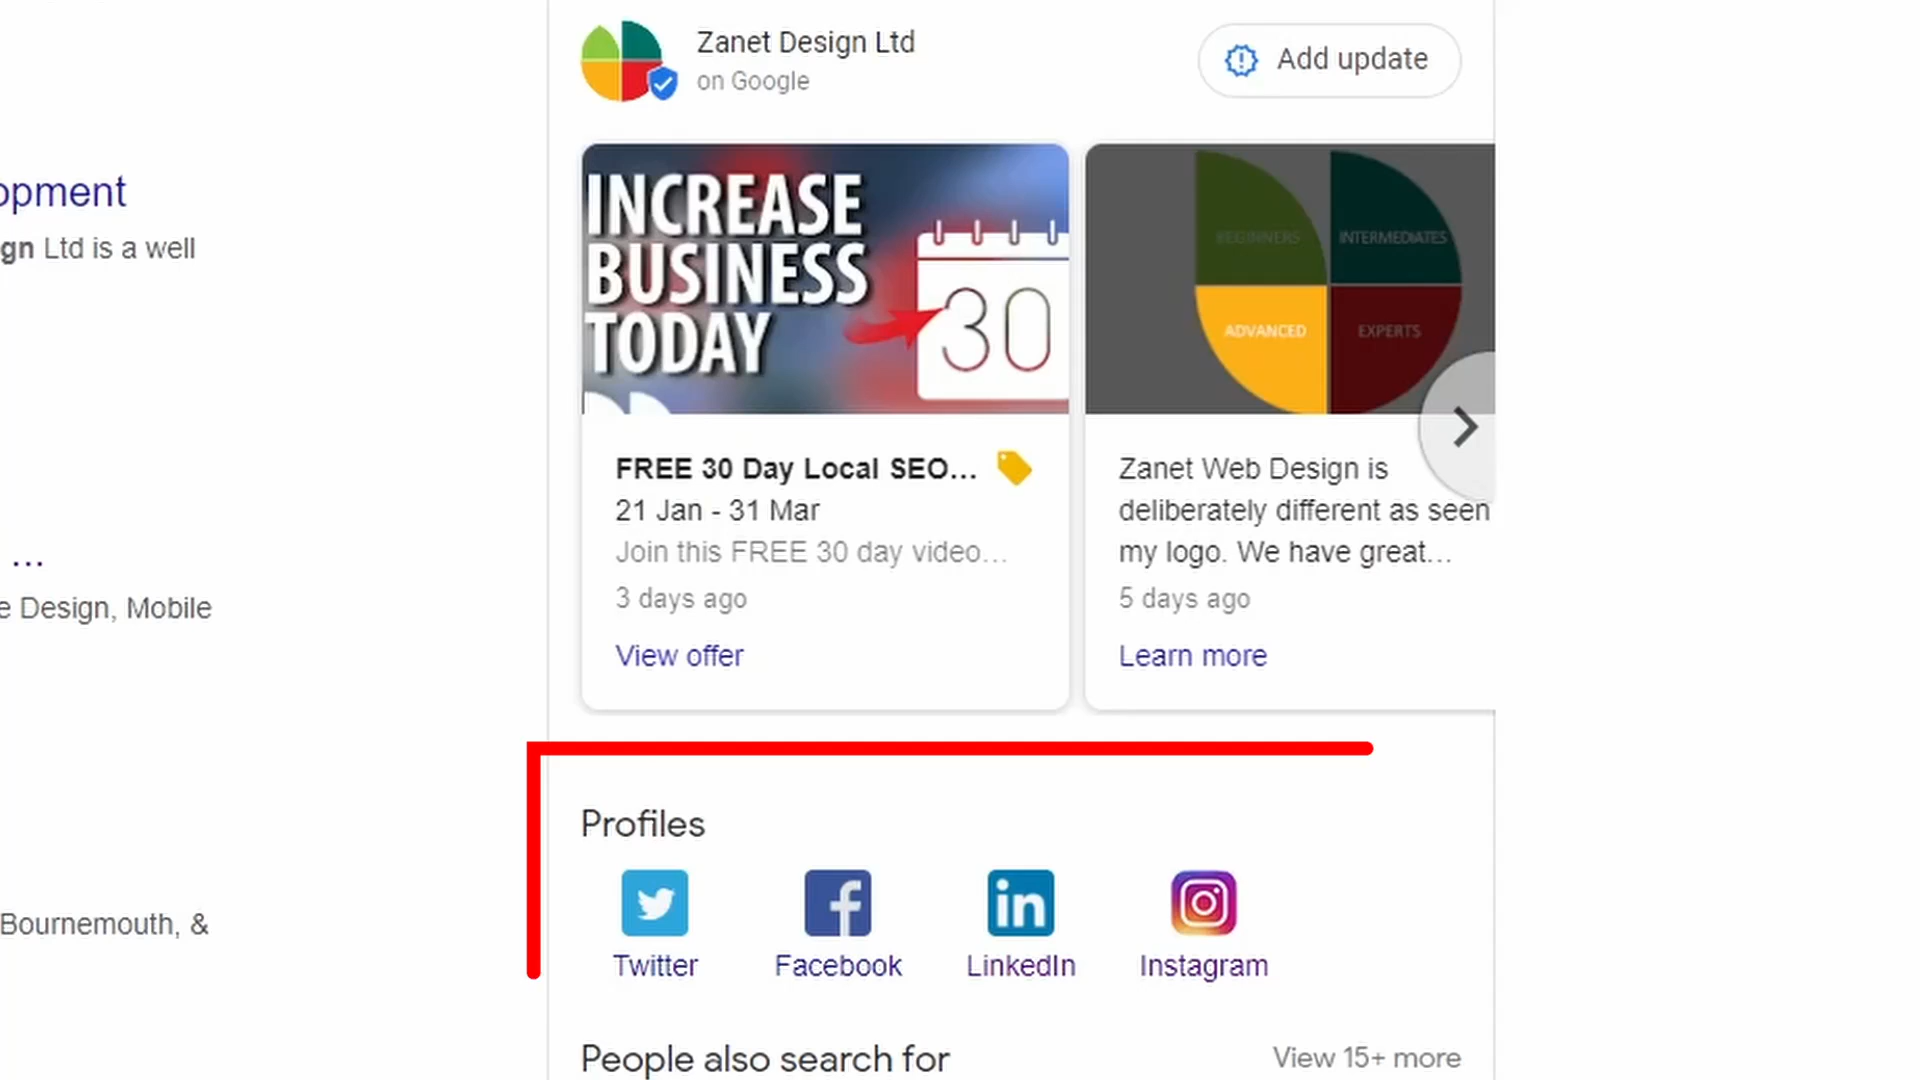 Zanet Design Ltd
on Google
Add update
opment
gn Ltd is a well
...
e Design, Mobile
Bournemouth, &
INCREASE
BUSINESS
TODAY
30
FREE 30 Day Local SEO...
21 Jan - 31 Mar
Join this FREE 30 day video...
3 days ago
View offer
BEGINNERS
INTERMEDIATES
ADVANCED
EXPERTS
Zanet Web Design is
deliberately different as seen
my logo. We have great...
5 days ago
Learn more
Profiles
Twitter
Facebook
LinkedIn
Instagram
People also search for
View 15+ more